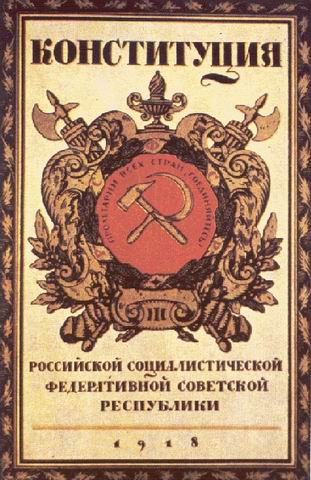 КОНСТИТУЦИЯ
ПРОЛЕТАРИИ ВСЕХ СТРАН, СОЕДИНЯЙТЕСЬ!
РОССИЙСКОЙ СОЦИАЛИСТИЧЕСКОЙ
ФЕДЕРАТИВНОЙ СОВЕТСКОЙ
РЕСПУБЛИКИ
1918